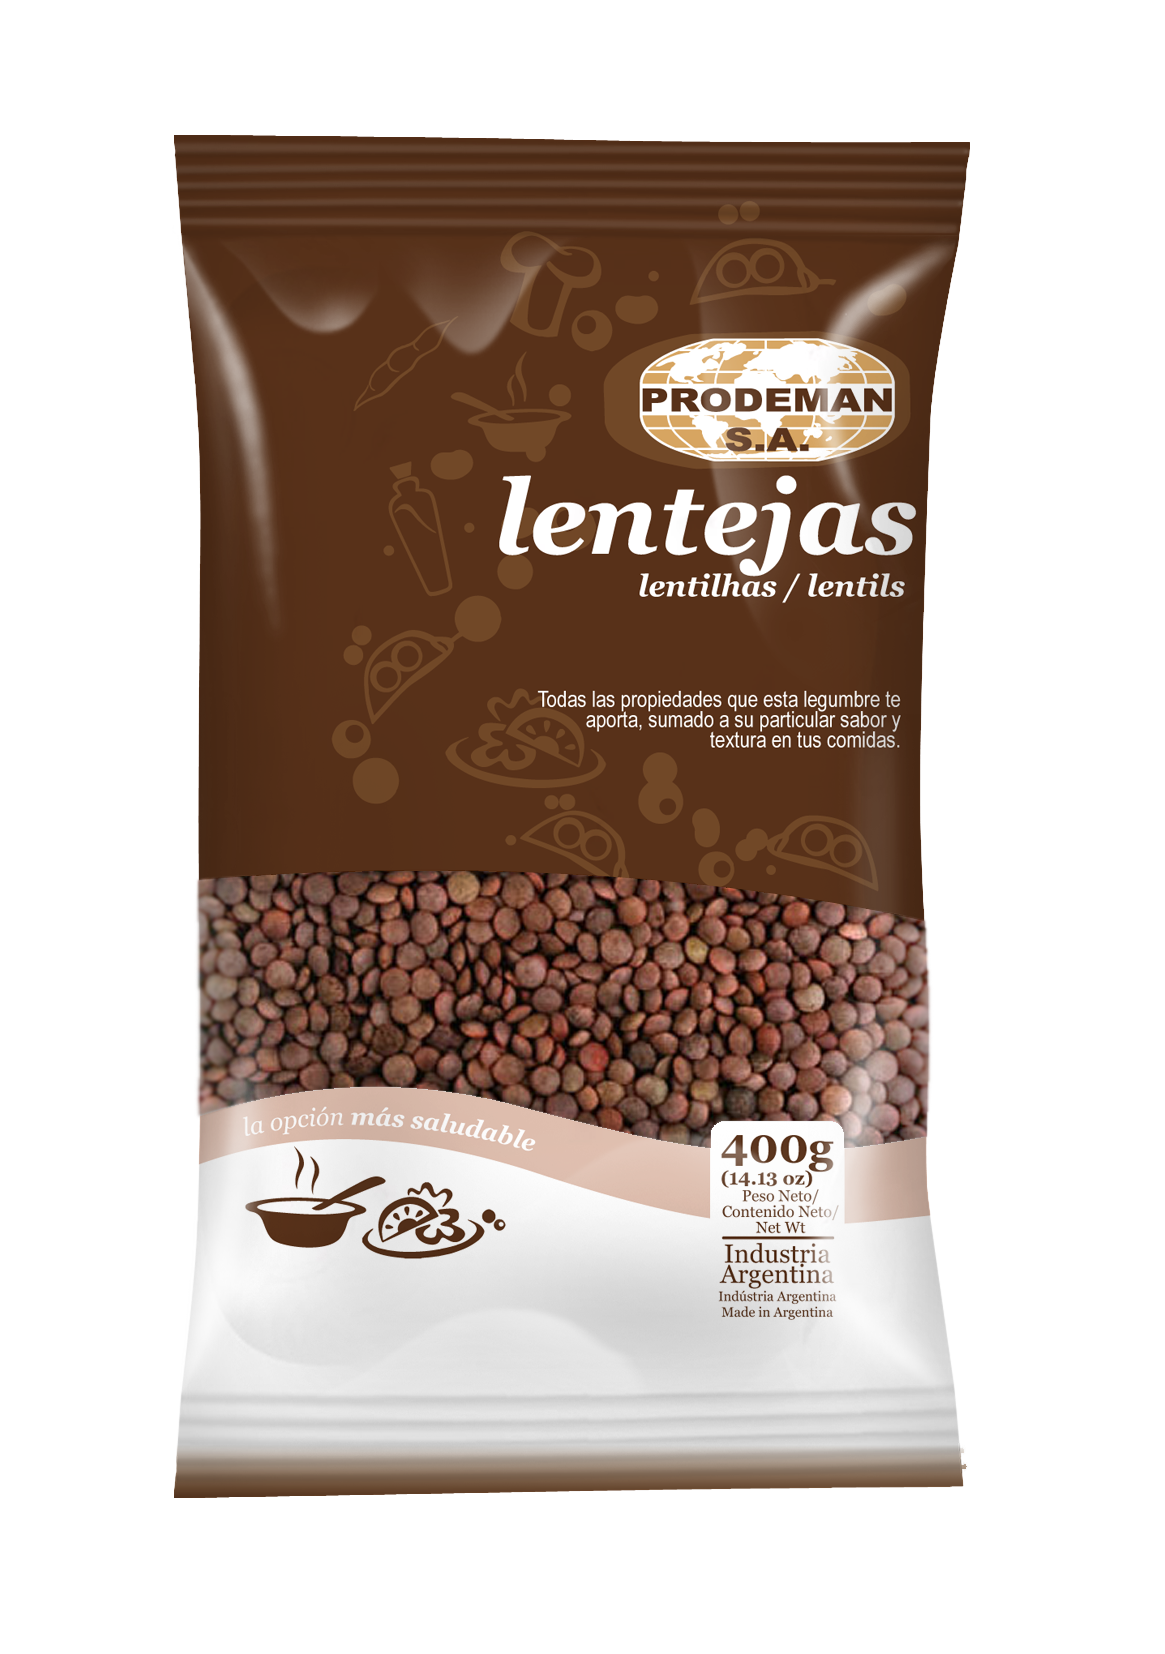 PRODEMAN
S.A.
lentejas
lentilhas / lentils
Todas las propiedades que esta legumbre te
aporta, sumado a su particular sabor y
textura en tus comidas.
la opción más saludable
400g
(14.13 oz)
Peso Neto/
Contenido Neto/
Net Wt
Industria
Argentina
Indústria Argentina
Made in Argentina